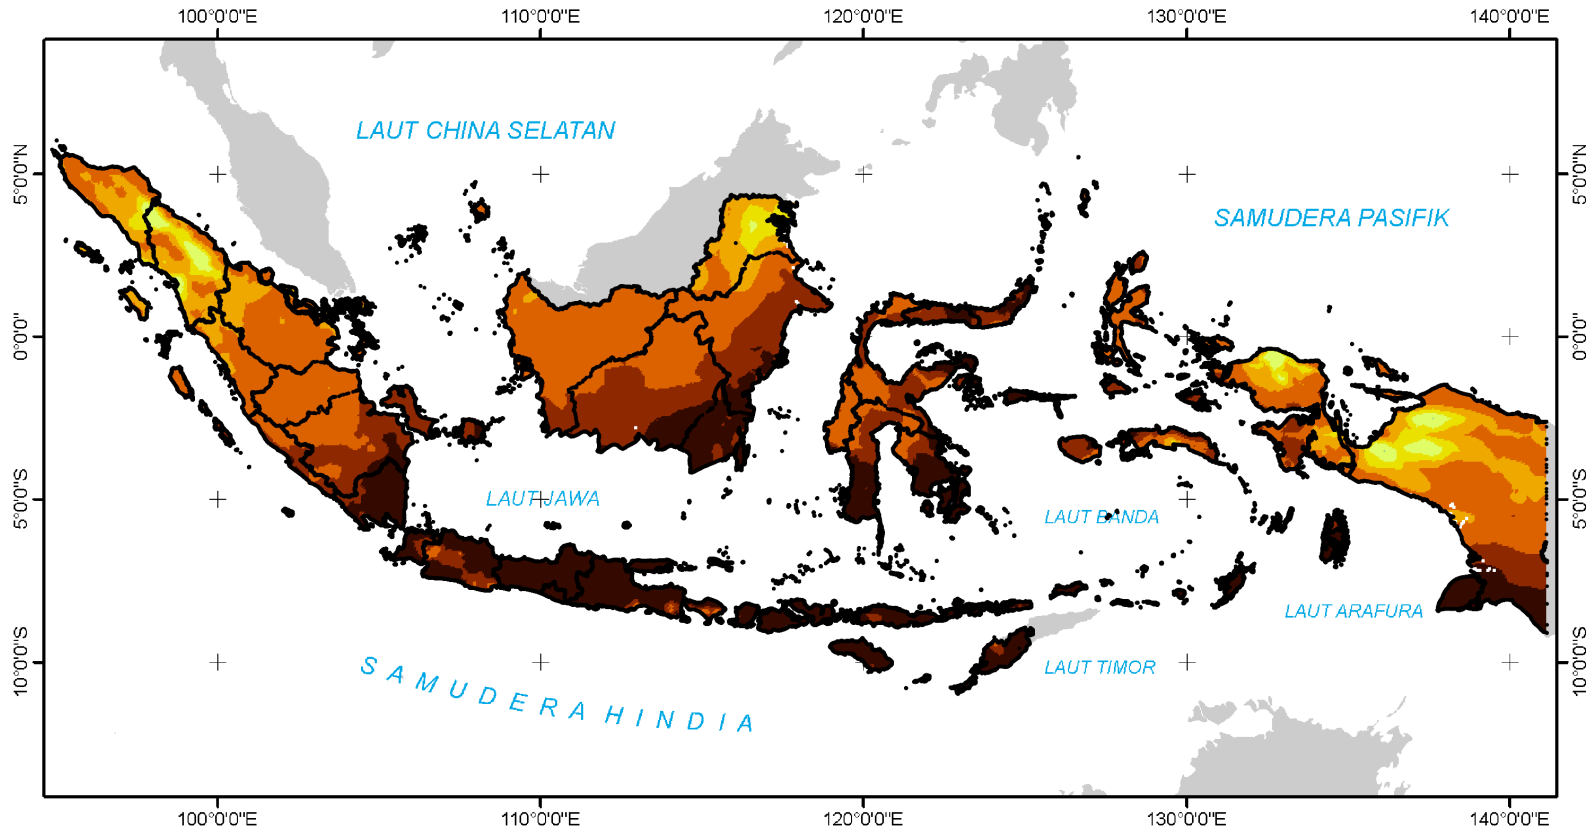 100°0'0"E 110°0'0"E 120°0'0"E 130°0'0"E 140°0'0"E
LAUT CHINA SELATAN
5°0'0"N 5°0'0"N
SAMUDERA PASIFIK
0°0'0" 0°0'0"
LAUT JAWA
5°0'0"S 5°0'0"S
LAUT BANDA
LAUT ARAFURA
10°0'0"S 10°0'0"S
LAUT TIMOR
SAMUDERA HINDIA
100°0'0"E 110°0'0"E 120°0'0"E 130°0'0"E 140°0'0"E